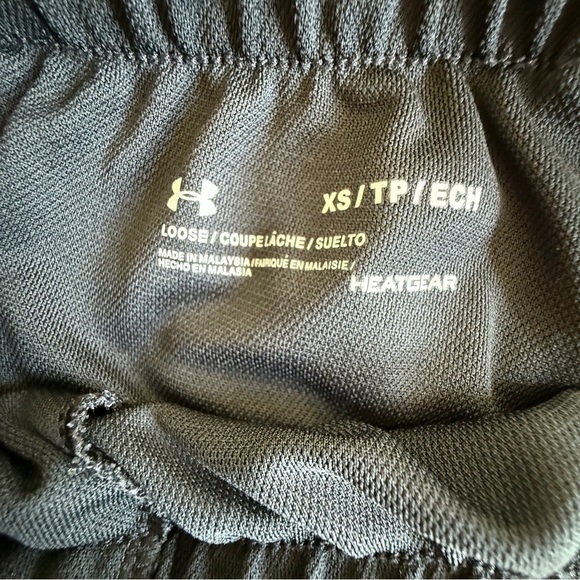 XS/TP/ECH
LOOSE/COUPE LÂCHE/SUELTO
MADE IN MALAYSIA/FABRIQUÉ EN MALAISIE/
HECHO EN MALASIA
HEATGEAR